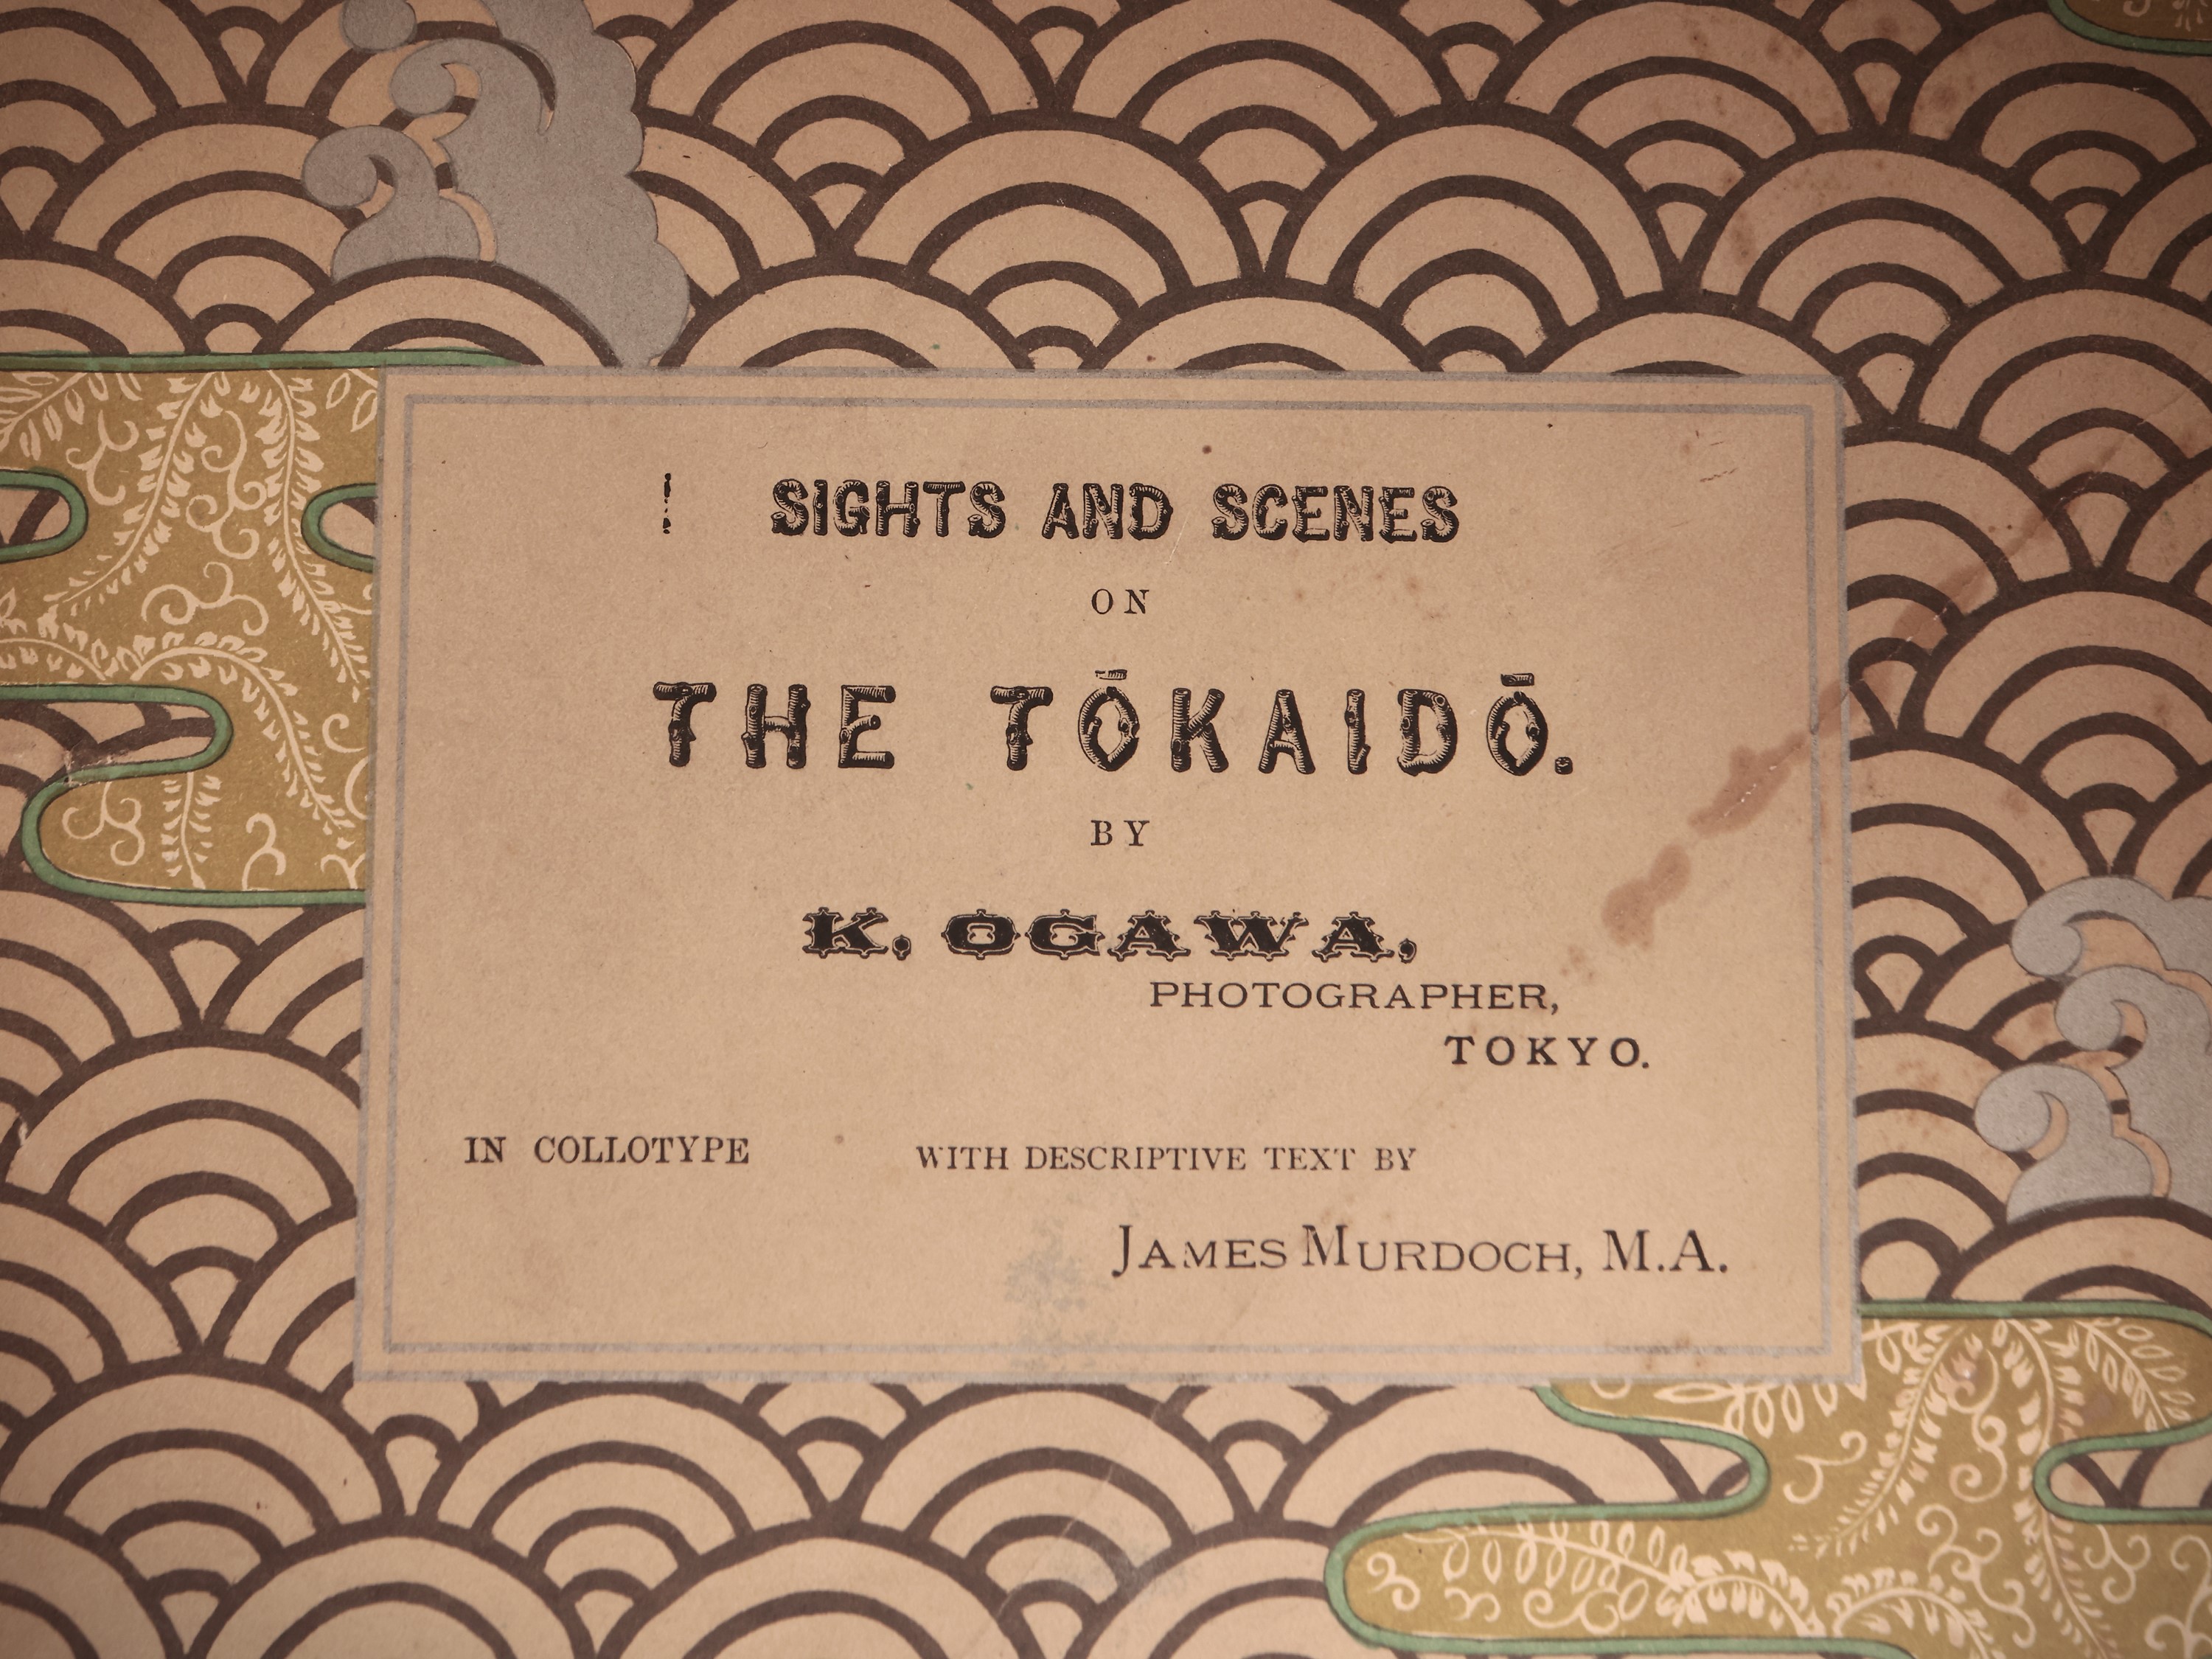 SIGHTS AND SCENES
ON
THE TŌKAIDŌ.
BY
K. OGAWA,
PHOTOGRAPHER,
TOKYO.
IN COLLOTYPE WITH DESCRIPTIVE TEXT BY
JAMES MURDOCH, M.A.